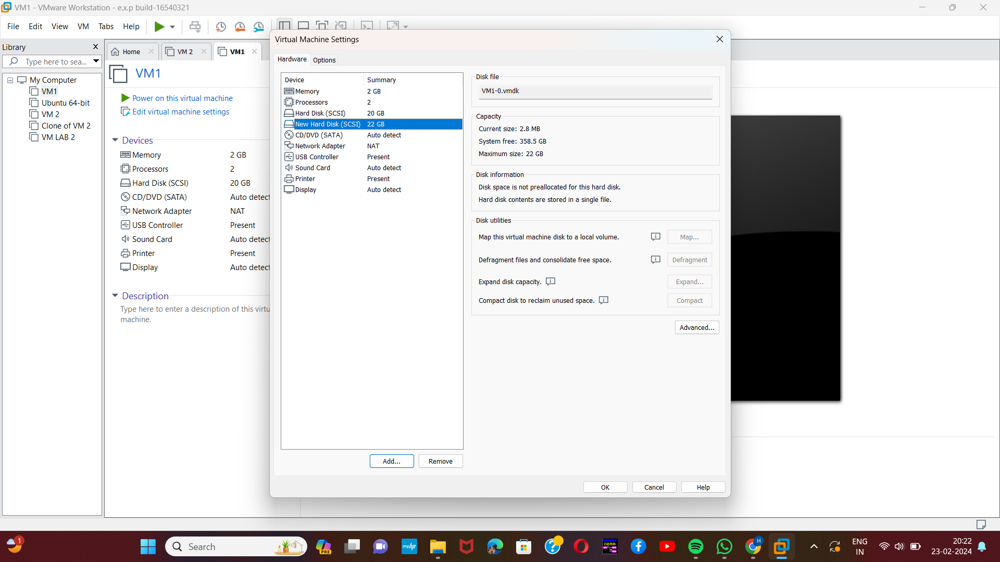 VM1 - VMware Workstation - e.x.p build-16540321
File Edit View VM Tabs Help
Library
Type here to sea...
My Computer
VM1
Ubuntu 64-bit
VM 2
Clone of VM 2
VM LAB 2
Home
VM 2
VM1
VM1
Power on this virtual machine
Edit virtual machine settings
Devices
Memory 2 GB
Processors 2
Hard Disk (SCSI) 20 GB
CD/DVD (SATA) Auto detect
Network Adapter NAT
USB Controller Present
Sound Card Auto detect
Printer Present
Display Auto detect
Description
Type here to enter a description of this virtu
machine.
Virtual Machine Settings
Hardware Options
Device Summary
Memory 2 GB
Processors 2
Hard Disk (SCSI) 20 GB
New Hard Disk (SCSI) 22 GB
CD/DVD (SATA) Auto detect
Network Adapter NAT
USB Controller Present
Sound Card Auto detect
Printer Present
Display Auto detect
Add... Remove
Disk file
VM1-0.vmdk
Capacity
Current size: 2.8 MB
System free: 358.5 GB
Maximum size: 22 GB
Disk information
Disk space is not preallocated for this hard disk.
Hard disk contents are stored in a single file.
Disk utilities
Map this virtual machine disk to a local volume. Map...
Defragment files and consolidate free space. Defragment
Expand disk capacity. Expand...
Compact disk to reclaim unused space. Compact
Advanced...
OK Cancel Help
1
Search
PRE
myhp
DATA
H
ENG
IN
20:22
23-02-2024